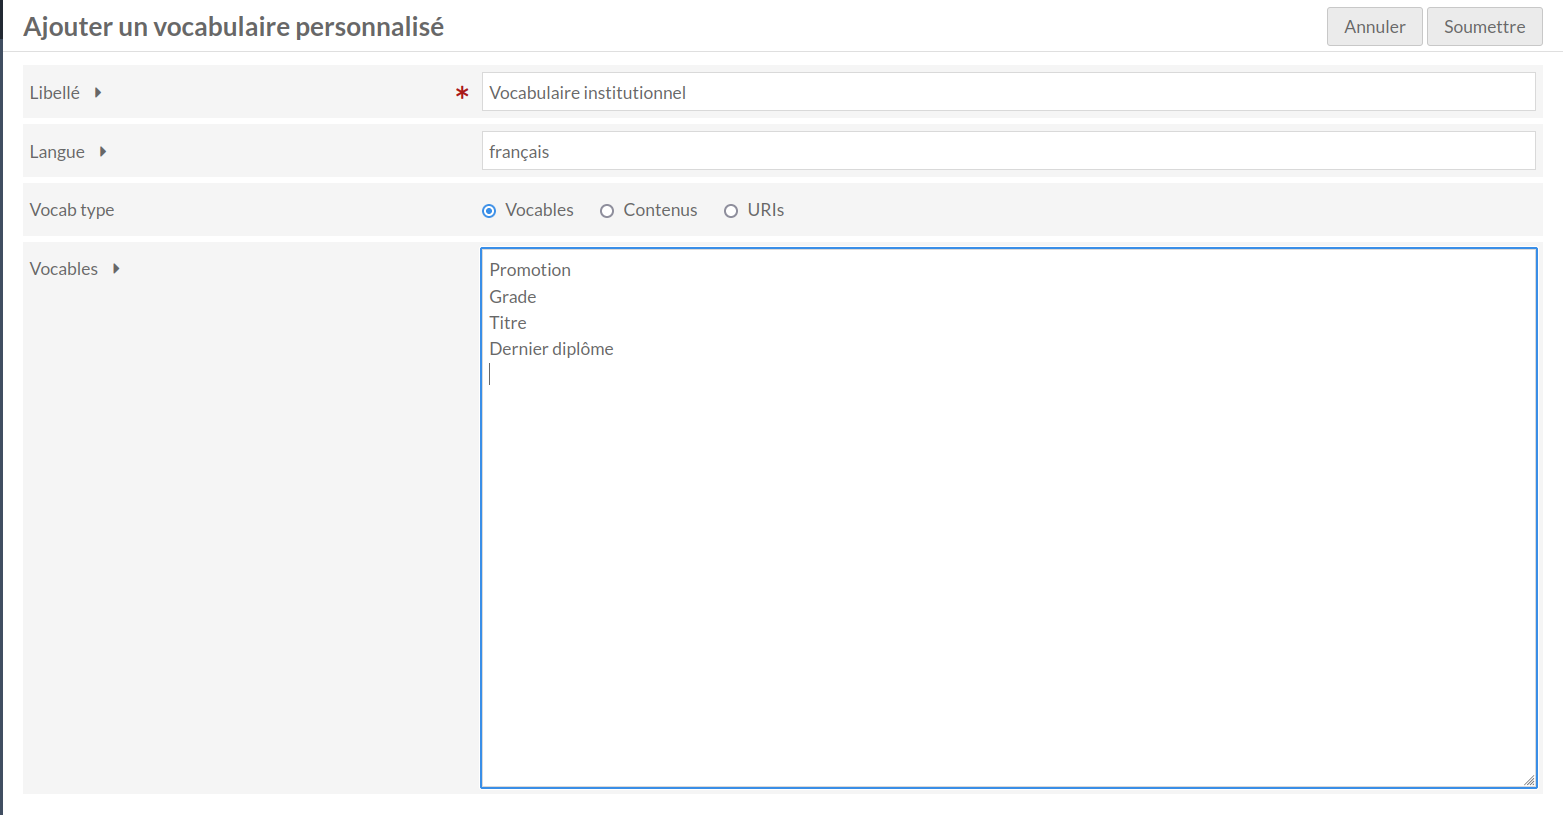 Ajouter un vocabulaire personnalisé
Annuler
Soumettre
Libellé
Vocabulaire institutionnel
Langue
français
Vocab type
Vocables
Contenus
URIs
Vocables
Promotion
Grade
Titre
Dernier diplôme